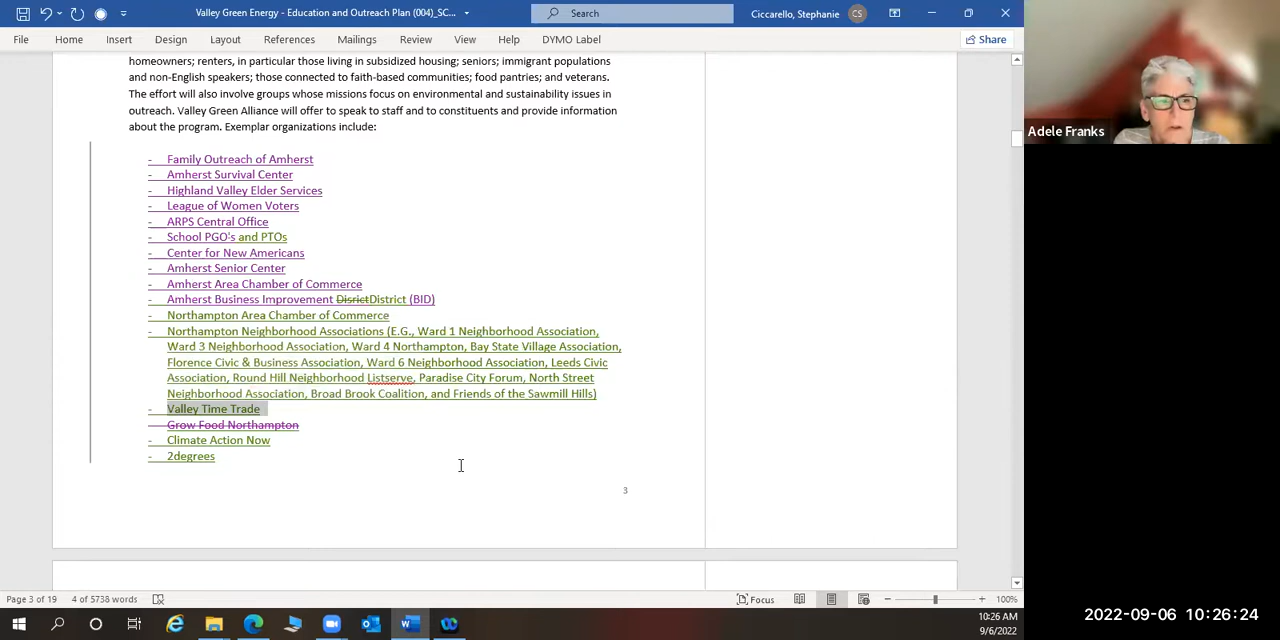 Valley Green Energy - Education and Outreach Plan (004)_SC...
Search
Ciccarello, Stephanie
CS
File
Home
Insert
Design
Layout
References
Mailings
Review
View
Help
DYMO Label
Share
homeowners; renters, in particular those living in subsidized housing; seniors; immigrant populations
and non-English speakers; those connected to faith-based communities; food pantries; and veterans.
The effort will also involve groups whose missions focus on environmental and sustainability issues in
outreach. Valley Green Alliance will offer to speak to staff and to constituents and provide information
about the program. Exemplar organizations include:
- Family Outreach of Amherst
- Amherst Survival Center
- Highland Valley Elder Services
- League of Women Voters
- ARPS Central Office
- School PGO's and PTOs
- Center for New Americans
- Amherst Senior Center
- Amherst Area Chamber of Commerce
- Amherst Business Improvement DisrictDistrict (BID)
- Northampton Area Chamber of Commerce
- Northampton Neighborhood Associations (E.G., Ward 1 Neighborhood Association,
Ward 3 Neighborhood Association, Ward 4 Northampton, Bay State Village Association,
Florence Civic & Business Association, Ward 6 Neighborhood Association, Leeds Civic
Association, Round Hill Neighborhood Listserve, Paradise City Forum, North Street
Neighborhood Association, Broad Brook Coalition, and Friends of the Sawmill Hills)
- Valley Time Trade
- Grow Food Northampton
- Climate Action Now
- 2degrees
3
Page 3 of 19
4 of 5738 words
Focus
100%
10:26 AM
9/6/2022
Adele Franks
2022-09-06 10:26:24